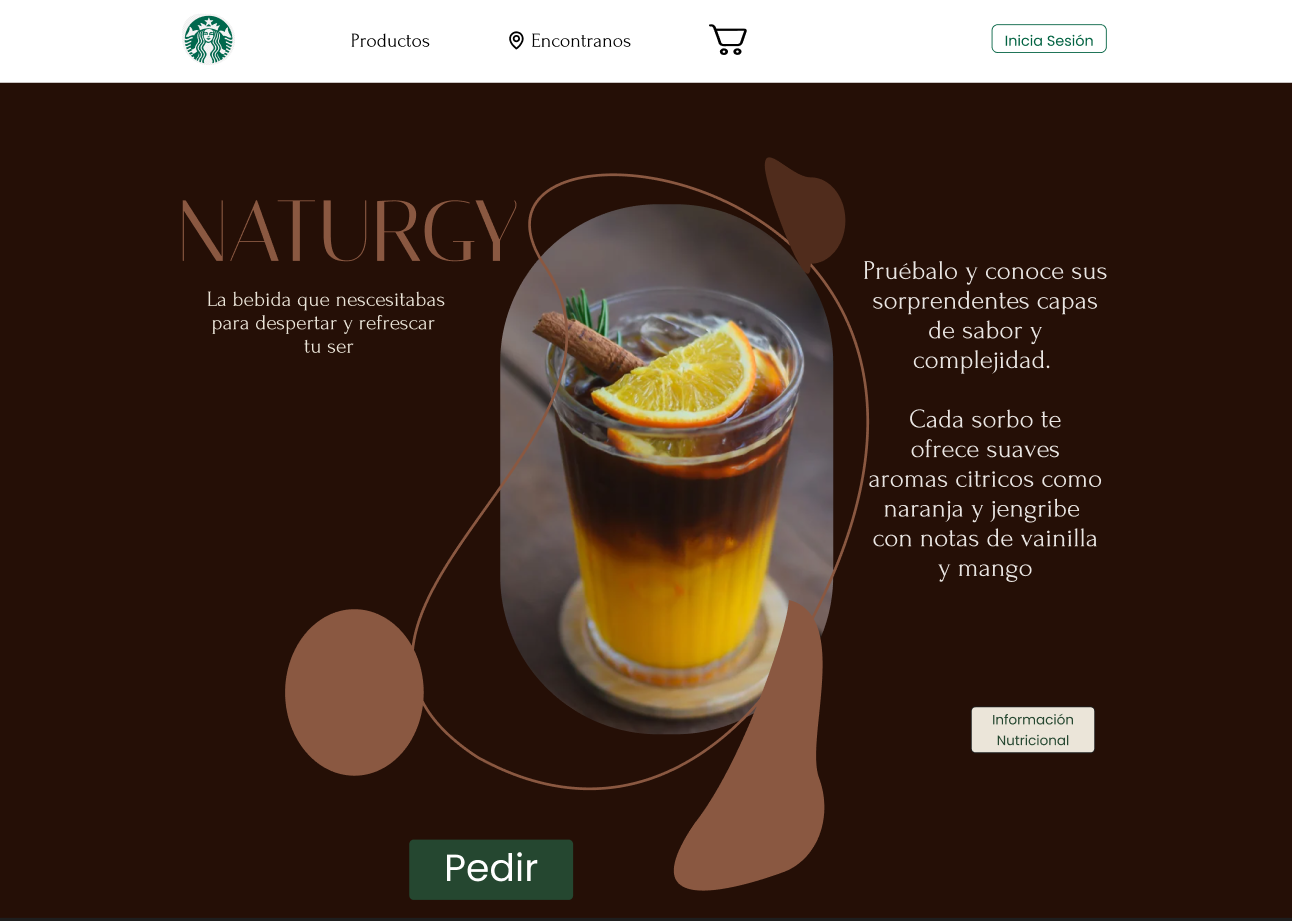 Productos
Encontranos
Inicia Sesión
NATURGY
La bebida que nescesitabas
para despertar y refrescar
tu ser
Pruébalo y conoce sus
sorprendentes capas
de sabor y
complejidad.
Cada sorbo te
ofrece suaves
aromas citricos como
naranja y jengribe
con notas de vainilla
y mango
Información
Nutricional
Pedir